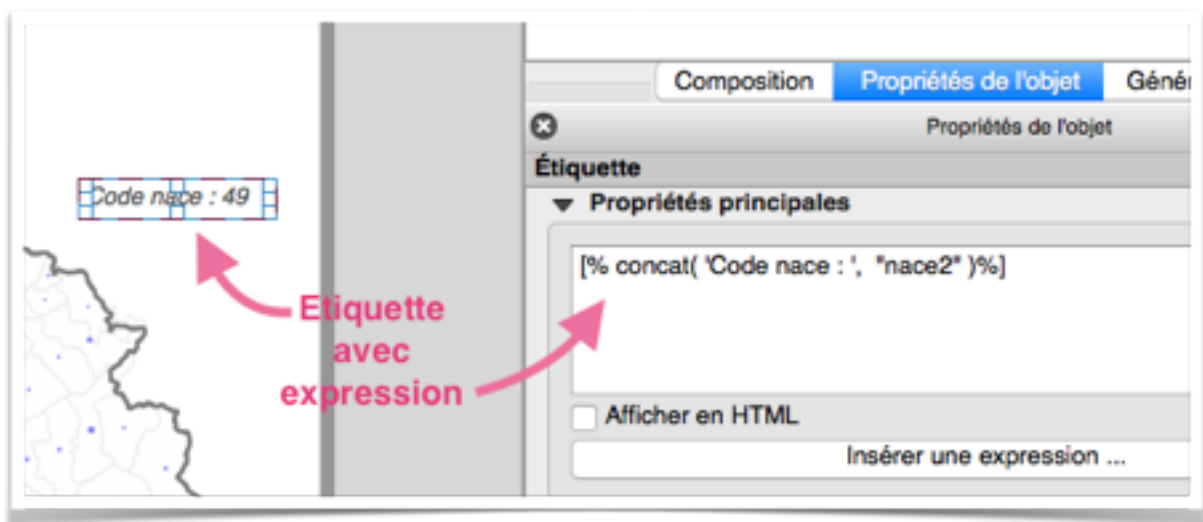 Composition
Propriétés de l'objet
Génér
Propriétés de l'objet
Étiquette
Propriétés principales
Code nace : 49
[% concat( 'Code nace : ', "nace2" )%]
Etiquette
avec
expression
Afficher en HTML
Insérer une expression ...